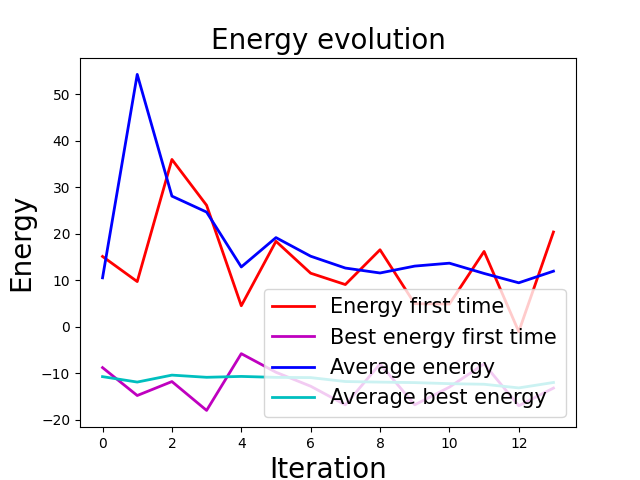 Energy evolution
Energy
50
40
30
20
10
0
−10
−20
Energy first time
Best energy first time
Average energy
Average best energy
0 2 4 6 8 10 12
Iteration